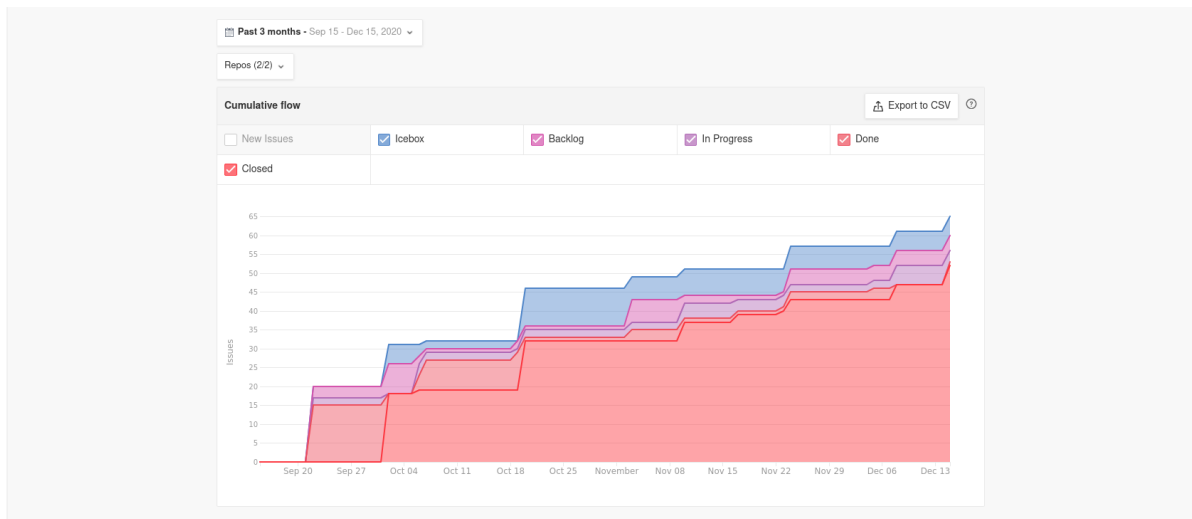 Past 3 months - Sep 15 - Dec 15, 2020
Repos (2/2)
Cumulative flow
Export to CSV
New Issues
Icebox
Backlog
In Progress
Done
Closed
65
60
55
50
45
40
35
30
25
20
15
10
5
0
Issues
Sep 20 Sep 27 Oct 04 Oct 11 Oct 18 Oct 25 November Nov 08 Nov 15 Nov 22 Nov 29 Dec 06 Dec 13